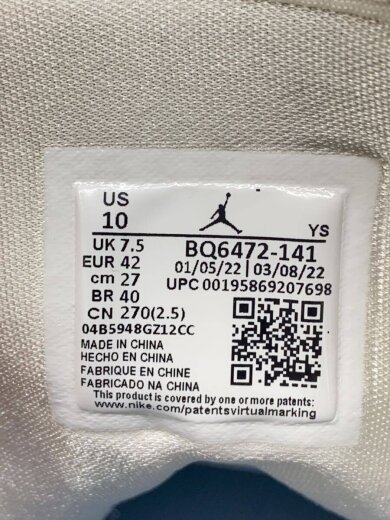 US
10
YS
UK 7.5
EUR 42
cm 27
BR 40
CN 270(2.5)
BQ6472-141
01/05/22 | 03/08/22
UPC 00195869207698
04B5948GZ12CC
MADE IN CHINA
HECHO EN CHINA
FABRIQUE EN CHINE
FABRICADO NA CHINA
This product is covered by one or more patents:
www.nike.com/patentsvirtualmarking